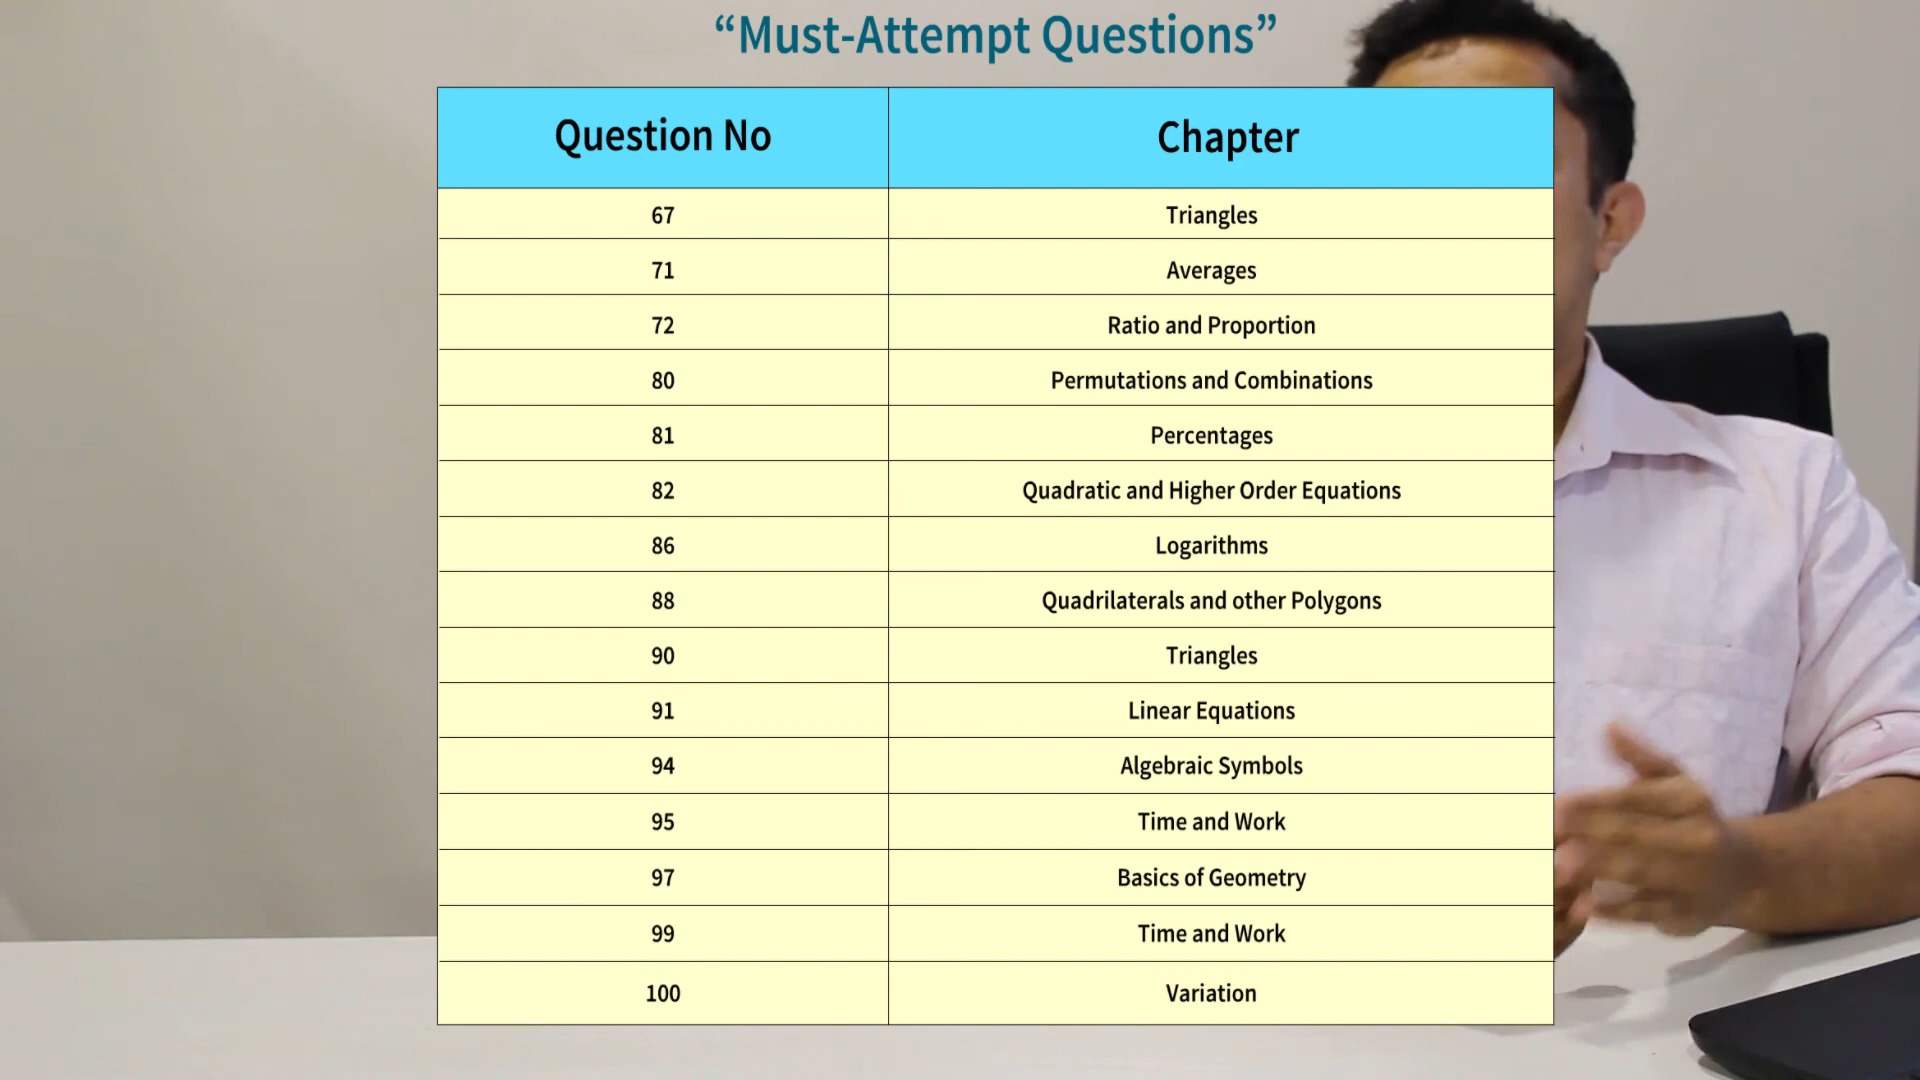 “Must-Attempt Questions”
Question No Chapter
67 Triangles
71 Averages
72 Ratio and Proportion
80 Permutations and Combinations
81 Percentages
82 Quadratic and Higher Order Equations
86 Logarithms
88 Quadrilaterals and other Polygons
90 Triangles
91 Linear Equations
94 Algebraic Symbols
95 Time and Work
97 Basics of Geometry
99 Time and Work
100 Variation